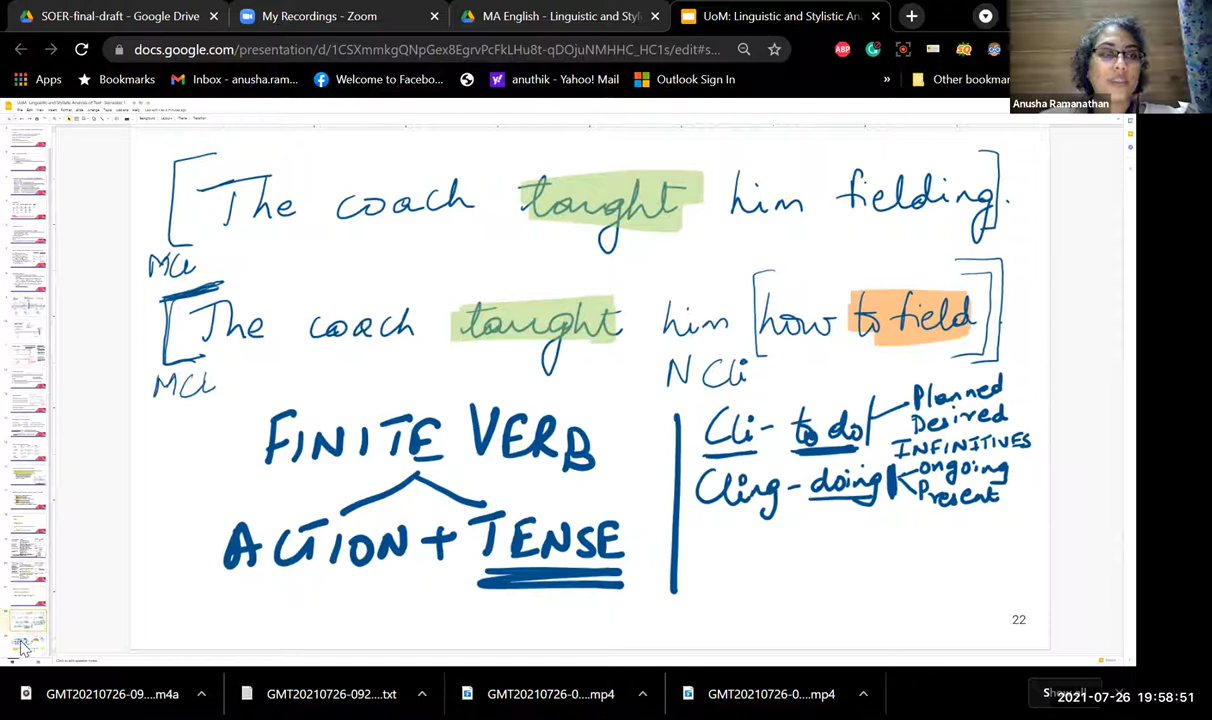 SOER-final-draft - Google Drive
My Recordings - Zoom
MA English - Linguistic and Styl
UoM: Linguistic and Stylistic An
docs.google.com/presentation/d/1CSXmmkgQNpGex8EgrvPcFkLHu8t-qDOjuNMHHC_HC1s/edit#s...
ABP
Apps
Bookmarks
Inbox - anusha.ram...
Welcome to Facebo...
anuthik - Yahoo! Mail
Outlook Sign In
»
Other bookmar
Anusha Ramanathan
[The coach taught him fielding].
MCl
[The coach taught him [how to field]].
MCl
NCli
FINITE VERB
ACTION + TENSE
Cli - to do
Planned
Desired
INFINITIVES
Cling - doing
ongoing
Present
22
GMT20210726-09....m4a
GMT20210726-092....txt
GMT20210726-0....mp4
GMT20210726-0....mp4
2021-07-26 19:58:51